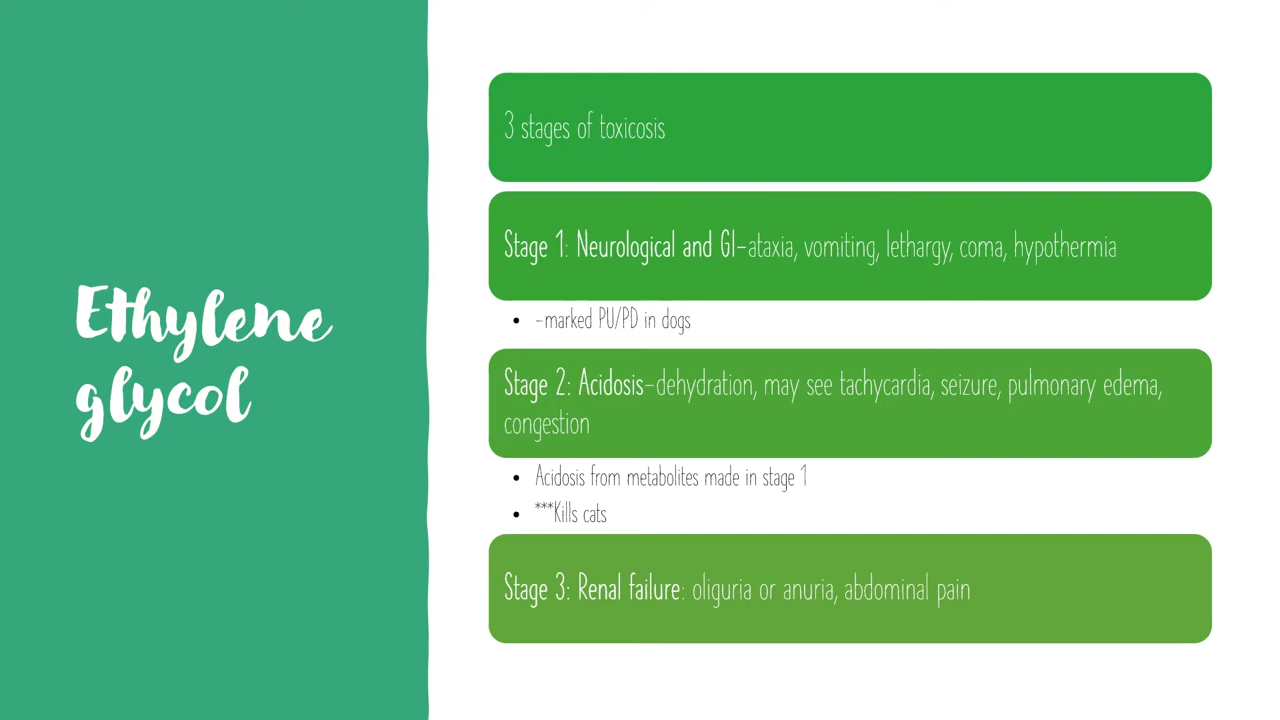 Ethylene
glycol
3 stages of toxicosis
Stage 1: Neurological and GI-ataxia, vomiting, lethargy, coma, hypothermia
• -marked PU/PD in dogs
Stage 2: Acidosis-dehydration, may see tachycardia, seizure, pulmonary edema,
congestion
• Acidosis from metabolites made in stage 1
• ***Kills cats
Stage 3: Renal failure: oliguria or anuria, abdominal pain